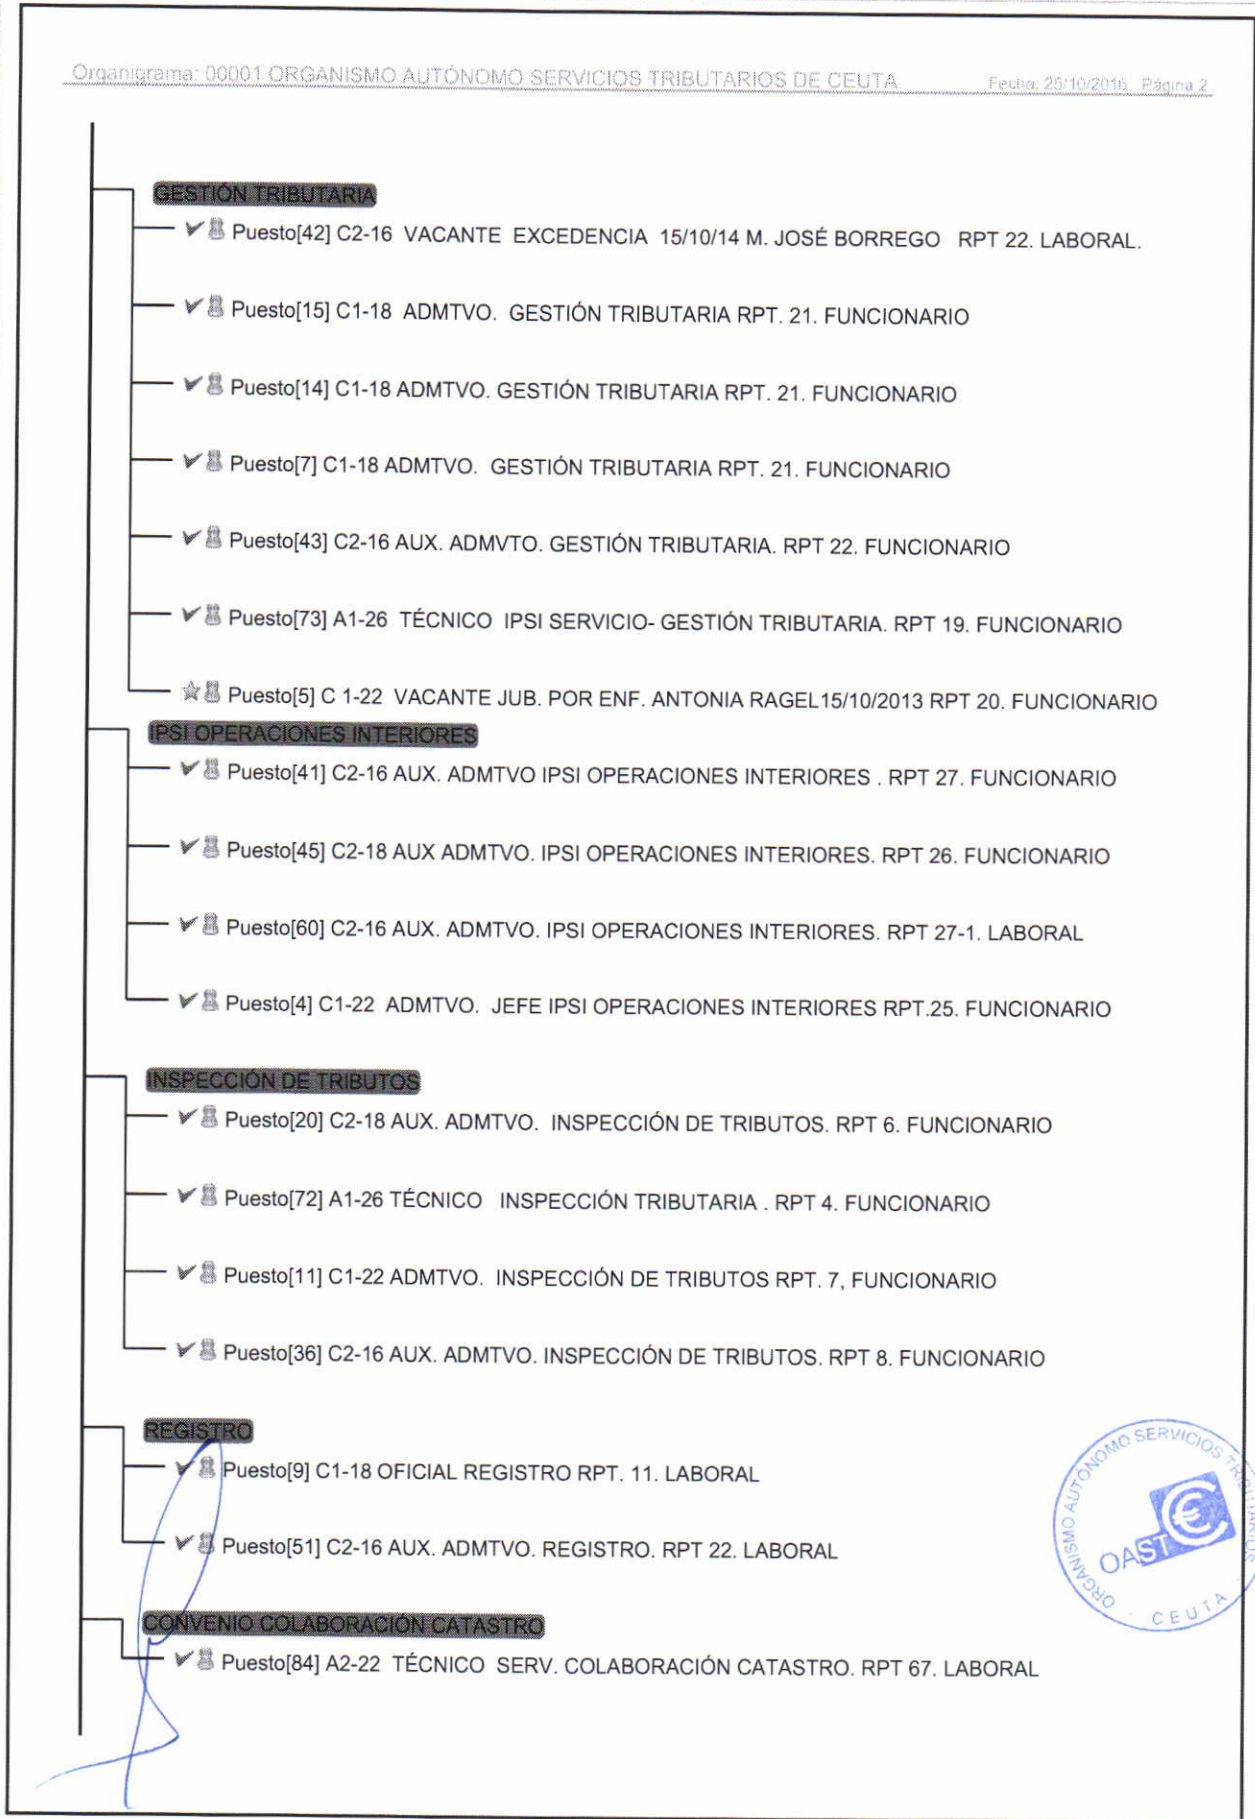 Organigrama: 00001 ORGANISMO AUTÓNOMO SERVICIOS TRIBUTARIOS DE CEUTA Fecha: 25/10/2016 Página 2
GESTIÓN TRIBUTARIA
Puesto[42] C2-16 VACANTE EXCEDENCIA 15/10/14 M. JOSÉ BORREGO RPT 22. LABORAL.
Puesto[15] C1-18 ADMTVO. GESTIÓN TRIBUTARIA RPT. 21. FUNCIONARIO
Puesto[14] C1-18 ADMTVO. GESTIÓN TRIBUTARIA RPT. 21. FUNCIONARIO
Puesto[7] C1-18 ADMTVO. GESTIÓN TRIBUTARIA RPT. 21. FUNCIONARIO
Puesto[43] C2-16 AUX. ADMVTO. GESTIÓN TRIBUTARIA. RPT 22. FUNCIONARIO
Puesto[73] A1-26 TÉCNICO IPSI SERVICIO- GESTIÓN TRIBUTARIA. RPT 19. FUNCIONARIO
Puesto[5] C 1-22 VACANTE JUB. POR ENF. ANTONIA RAGEL15/10/2013 RPT 20. FUNCIONARIO
IPSI OPERACIONES INTERIORES
Puesto[41] C2-16 AUX. ADMTVO IPSI OPERACIONES INTERIORES . RPT 27. FUNCIONARIO
Puesto[45] C2-18 AUX ADMTVO. IPSI OPERACIONES INTERIORES. RPT 26. FUNCIONARIO
Puesto[60] C2-16 AUX. ADMTVO. IPSI OPERACIONES INTERIORES. RPT 27-1. LABORAL
Puesto[4] C1-22 ADMTVO. JEFE IPSI OPERACIONES INTERIORES RPT.25. FUNCIONARIO
INSPECCIÓN DE TRIBUTOS
Puesto[20] C2-18 AUX. ADMTVO. INSPECCIÓN DE TRIBUTOS. RPT 6. FUNCIONARIO
Puesto[72] A1-26 TÉCNICO INSPECCIÓN TRIBUTARIA . RPT 4. FUNCIONARIO
Puesto[11] C1-22 ADMTVO. INSPECCIÓN DE TRIBUTOS RPT. 7, FUNCIONARIO
Puesto[36] C2-16 AUX. ADMTVO. INSPECCIÓN DE TRIBUTOS. RPT 8. FUNCIONARIO
REGISTRO
Puesto[9] C1-18 OFICIAL REGISTRO RPT. 11. LABORAL
Puesto[51] C2-16 AUX. ADMTVO. REGISTRO. RPT 22. LABORAL
ORGANISMO AUTÓNOMO SERVICIOS TRIBUTARIOS
OAST
CEUTA
CONVENIO COLABORACIÓN CATASTRO
Puesto[84] A2-22 TÉCNICO SERV. COLABORACIÓN CATASTRO. RPT 67. LABORAL